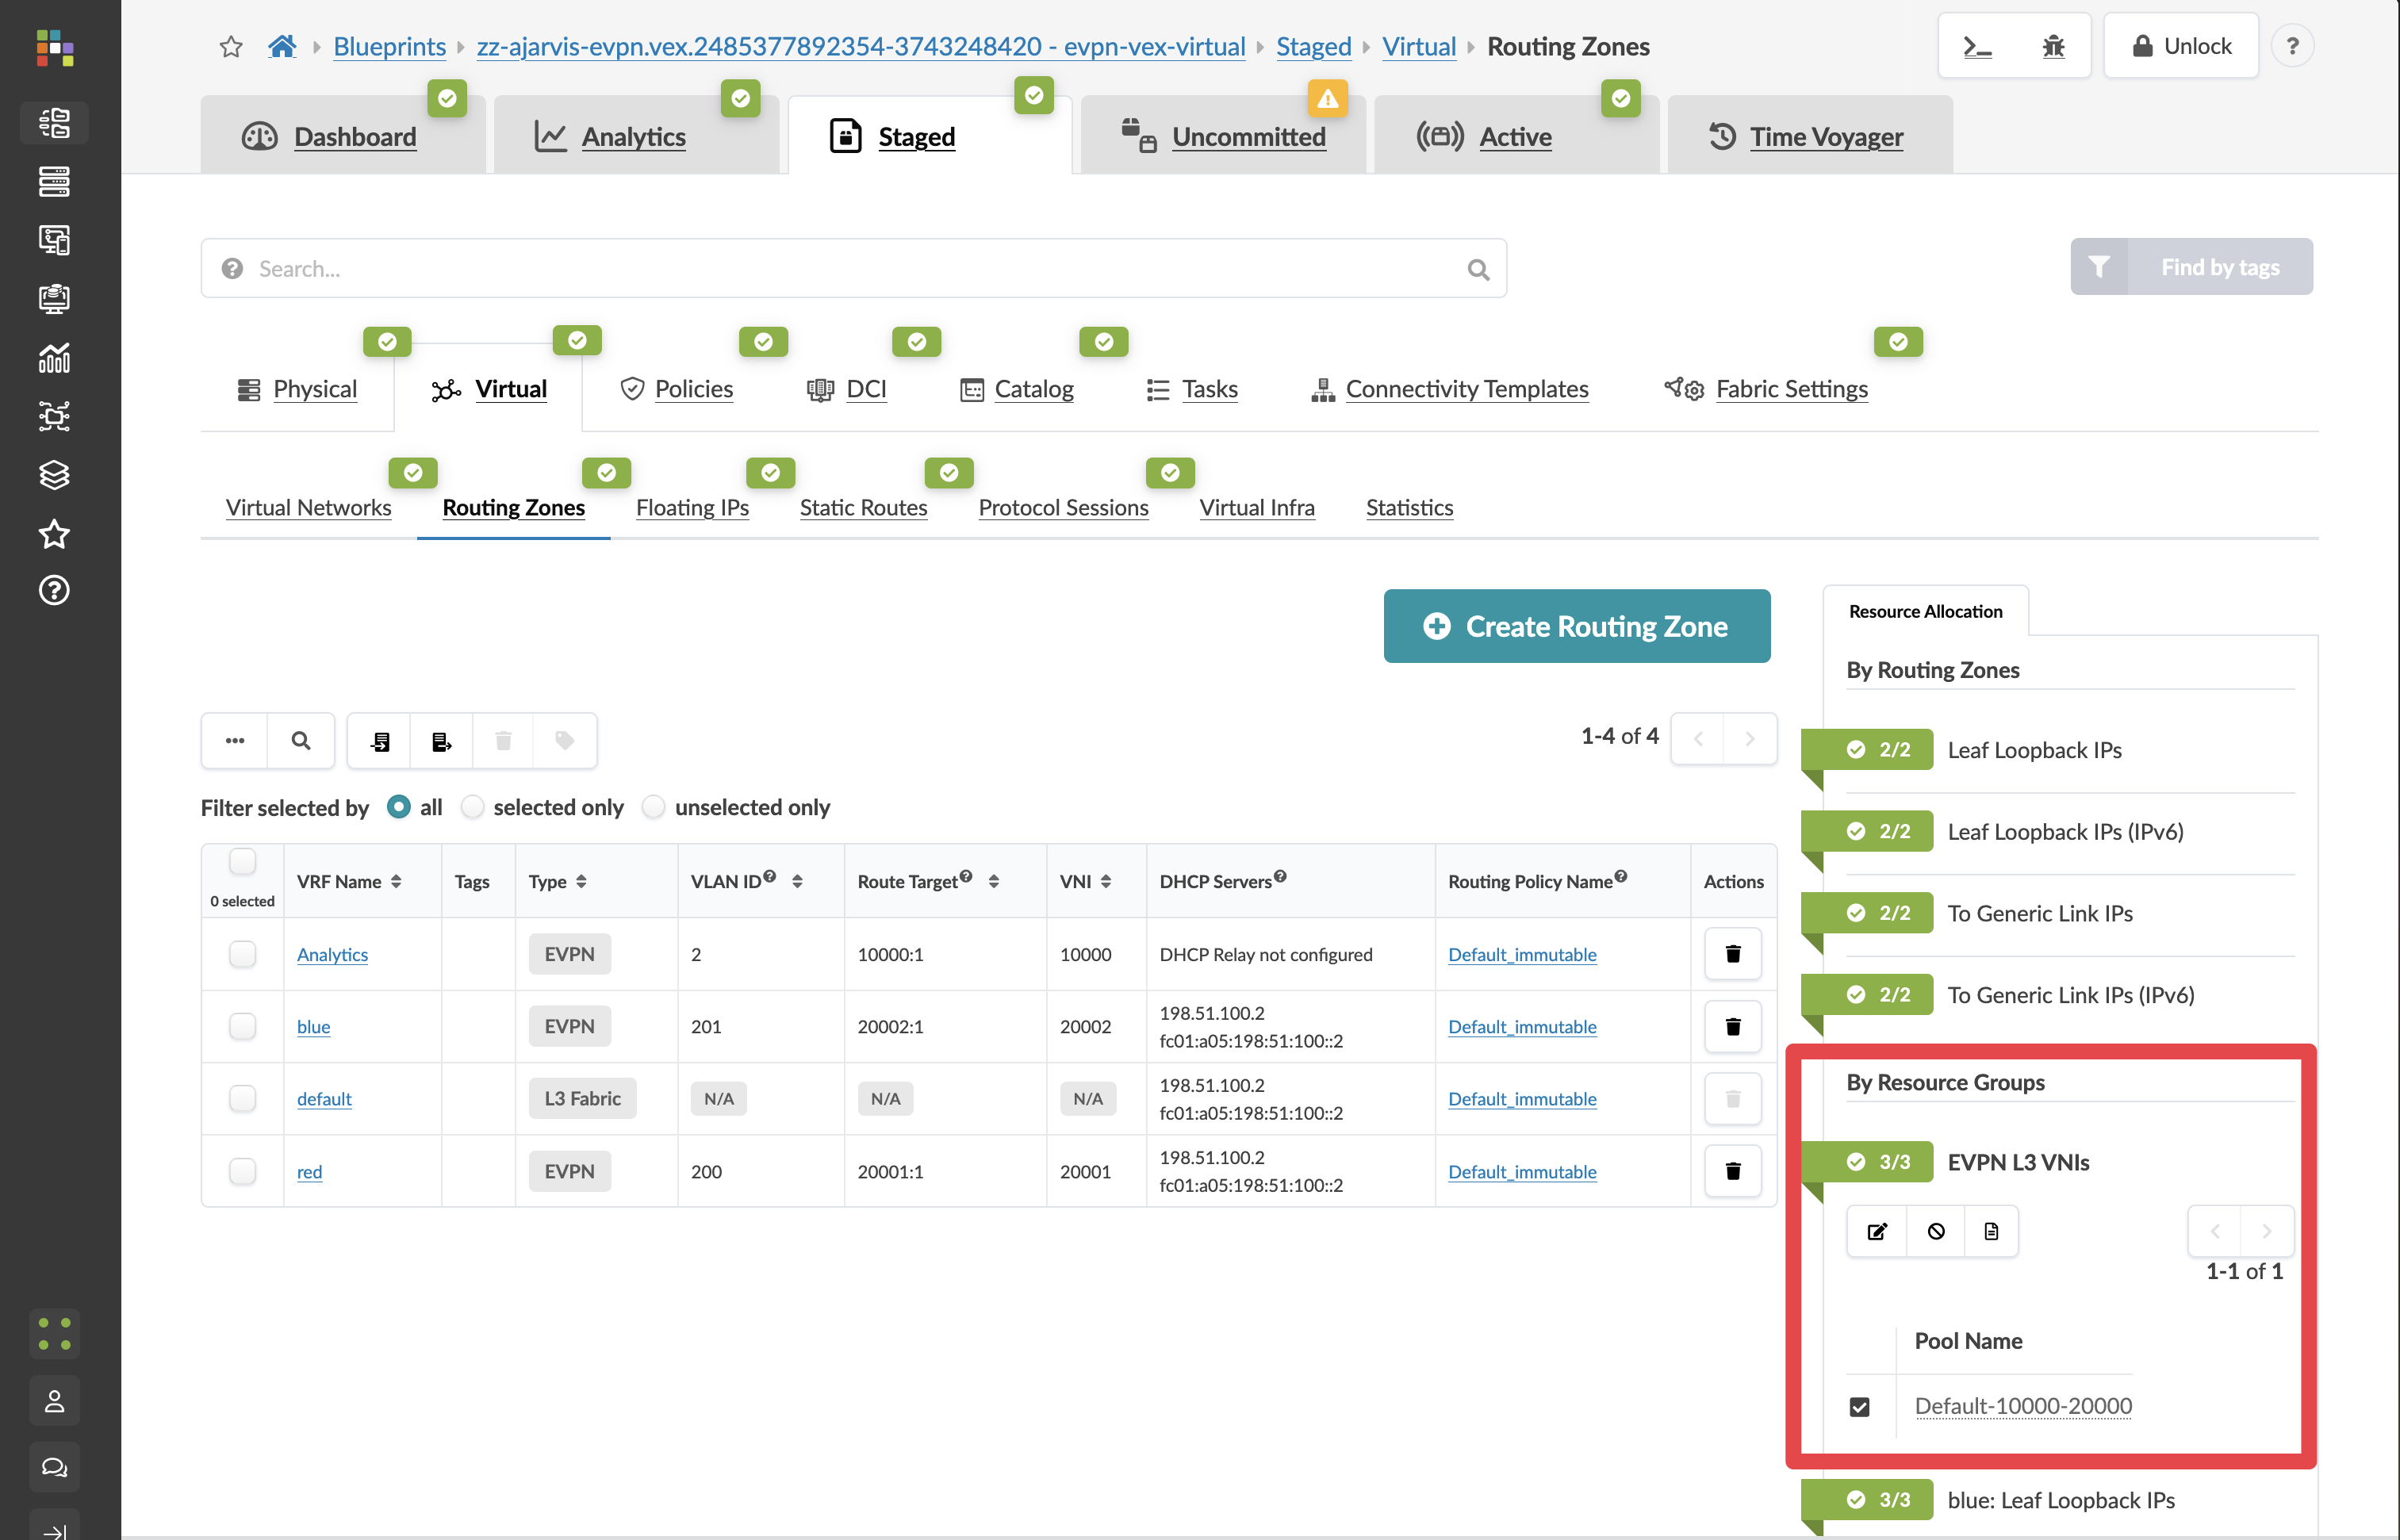 Blueprints zz-ajarvis-evpn.vex.2485377892354-3743248420 - evpn-vex-virtual Staged Virtual Routing Zones
Unlock ?
Dashboard Analytics Staged Uncommitted Active Time Voyager
Search...
Find by tags
Physical Virtual Policies DCI Catalog Tasks Connectivity Templates Fabric Settings
Virtual Networks Routing Zones Floating IPs Static Routes Protocol Sessions Virtual Infra Statistics
Create Routing Zone
1-4 of 4
Filter selected by all selected only unselected only
0 selected VRF Name Tags Type VLAN ID Route Target VNI DHCP Servers Routing Policy Name Actions
Analytics EVPN 2 10000:1 10000 DHCP Relay not configured Default_immutable
blue EVPN 201 20002:1 20002 198.51.100.2 Default_immutable
fc01:a05:198:51:100::2
default L3 Fabric N/A N/A N/A 198.51.100.2 Default_immutable
fc01:a05:198:51:100::2
red EVPN 200 20001:1 20001 198.51.100.2 Default_immutable
fc01:a05:198:51:100::2
Resource Allocation
By Routing Zones
2/2 Leaf Loopback IPs
2/2 Leaf Loopback IPs (IPv6)
2/2 To Generic Link IPs
2/2 To Generic Link IPs (IPv6)
By Resource Groups
3/3 EVPN L3 VNIs
1-1 of 1
Pool Name
Default-10000-20000
3/3 blue: Leaf Loopback IPs